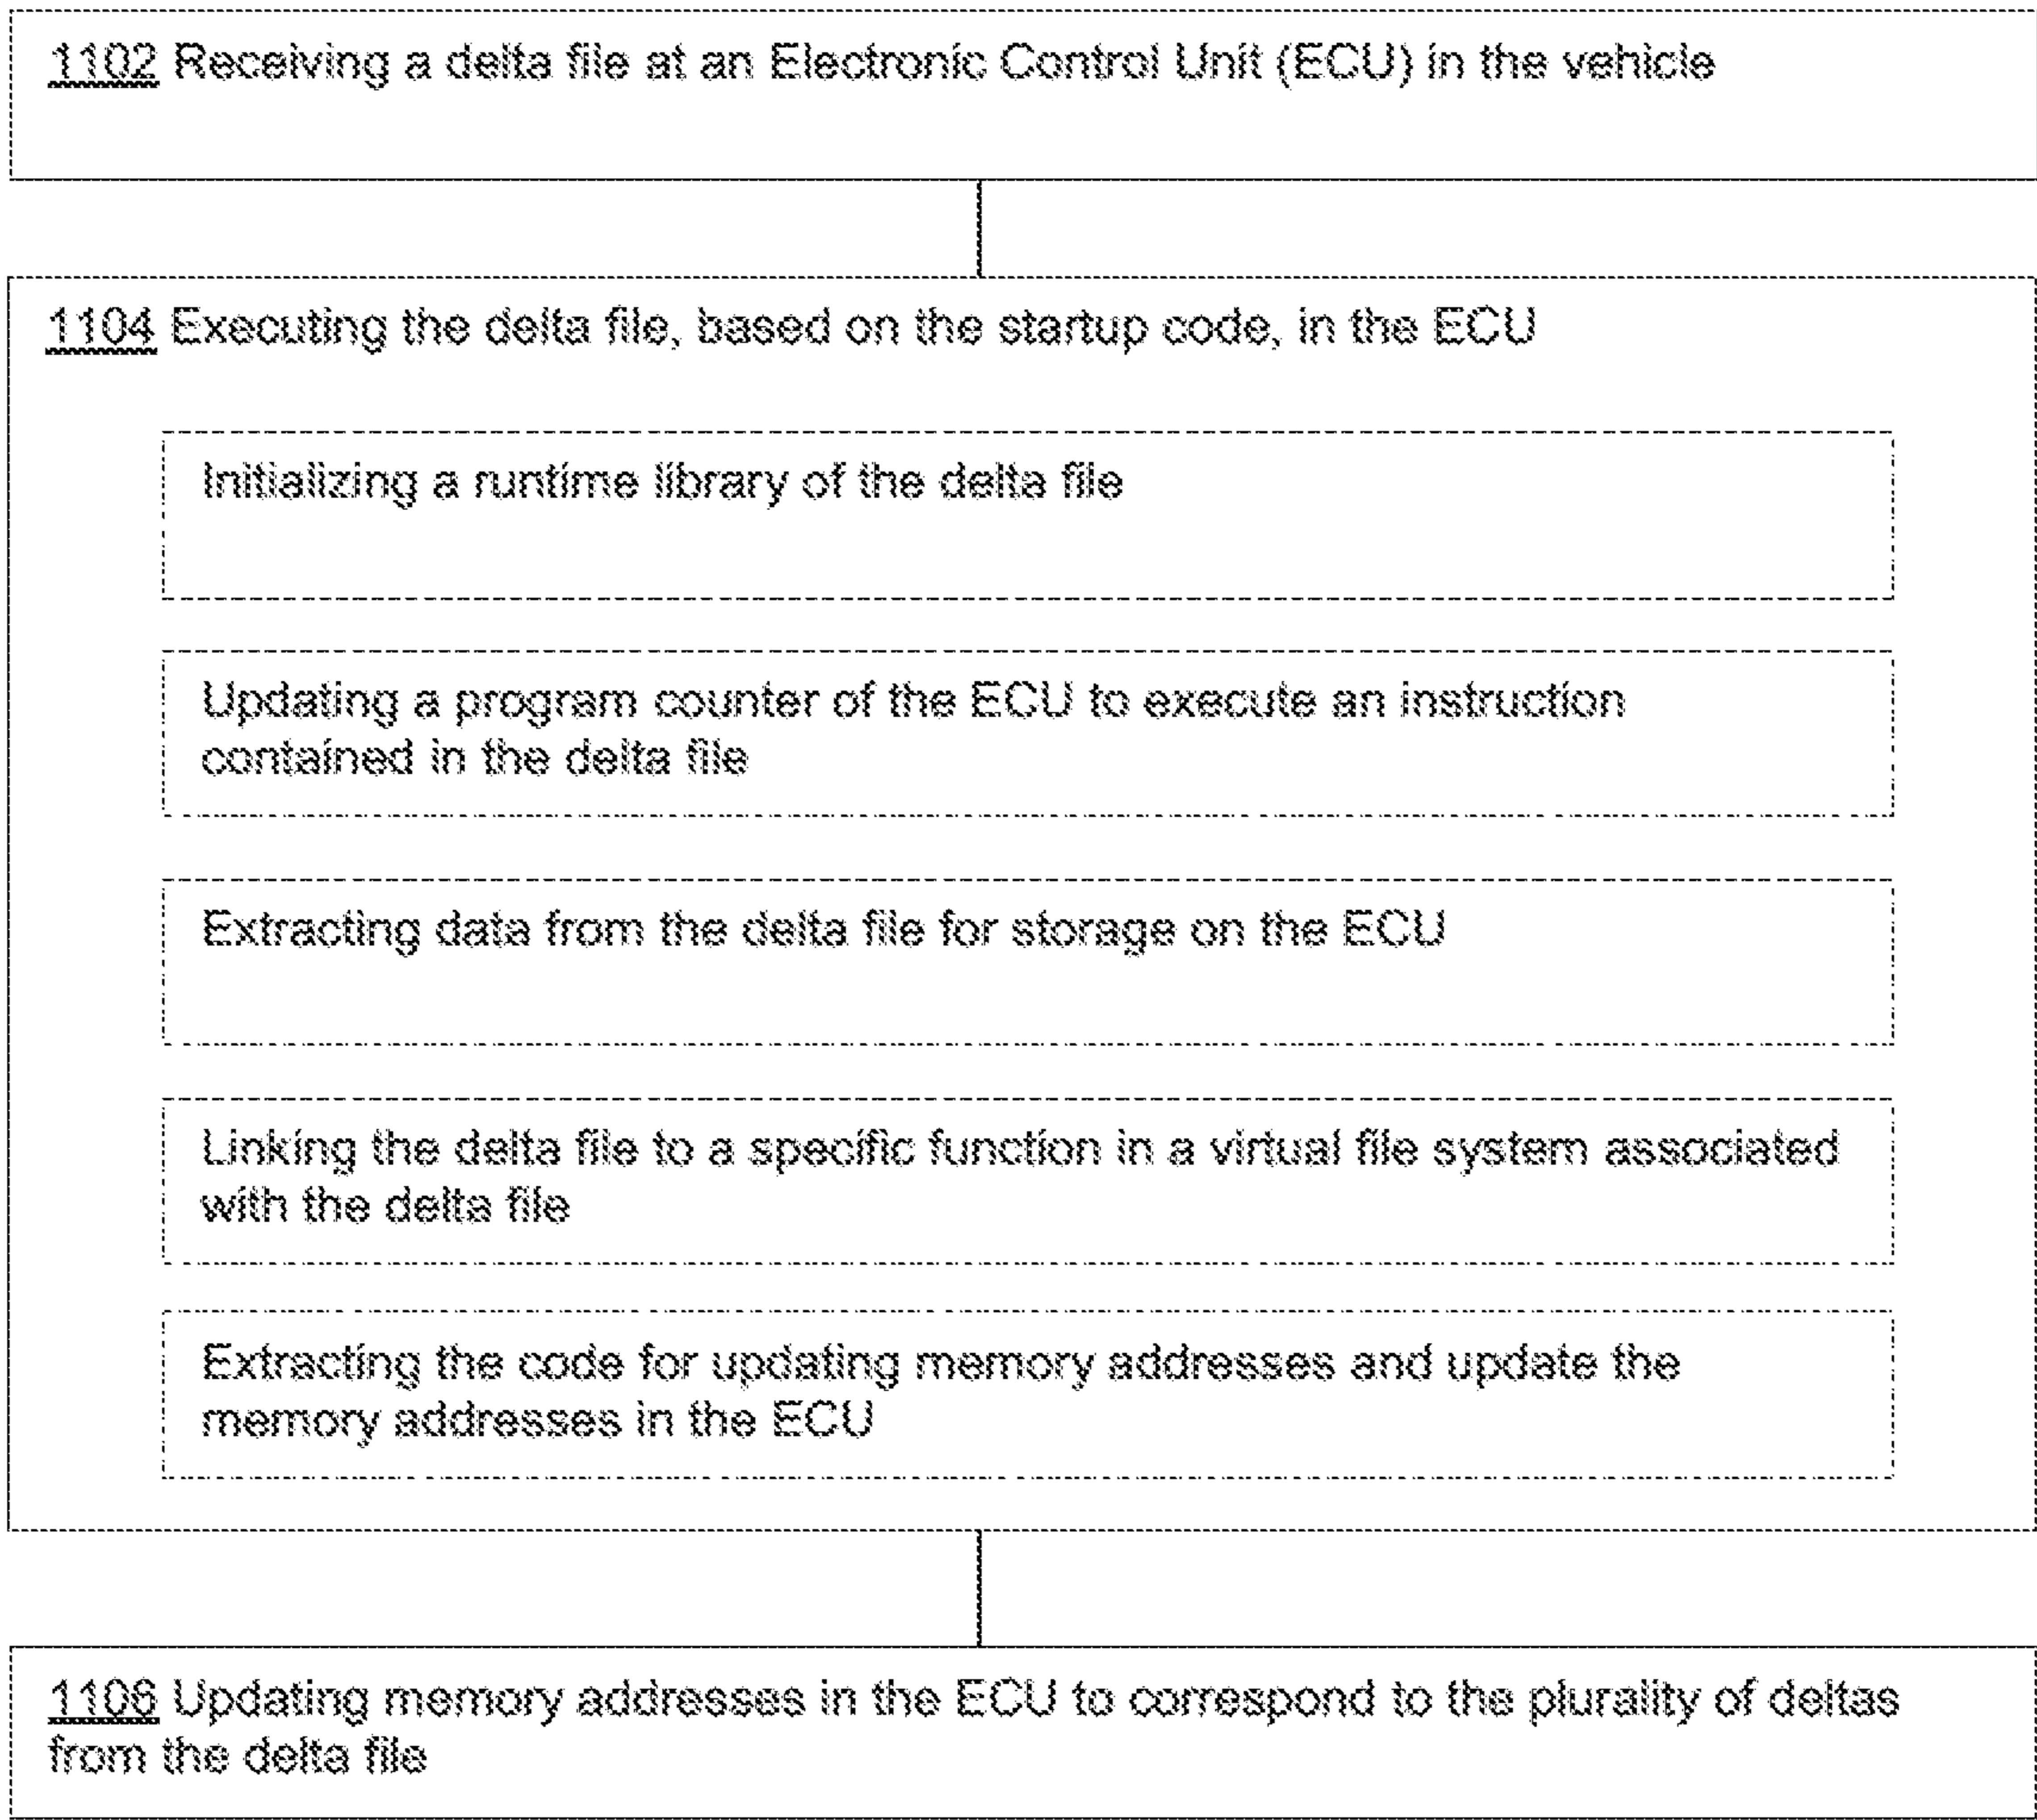 1102 Receiving a delta file at an Electronic Control Unit (ECU) in the vehicle
1104 Executing the delta file, based on the startup code, in the ECU
Initializing a runtime library of the delta file
Updating a program counter of the ECU to execute an instruction
contained in the delta file
Extracting data from the delta file for storage on the ECU
Linking the delta file to a specific function in a virtual file system associated
with the delta file
Extracting the code for updating memory addresses and update the
memory addresses in the ECU
1106 Updating memory addresses in the ECU to correspond to the plurality of deltas
from the delta file